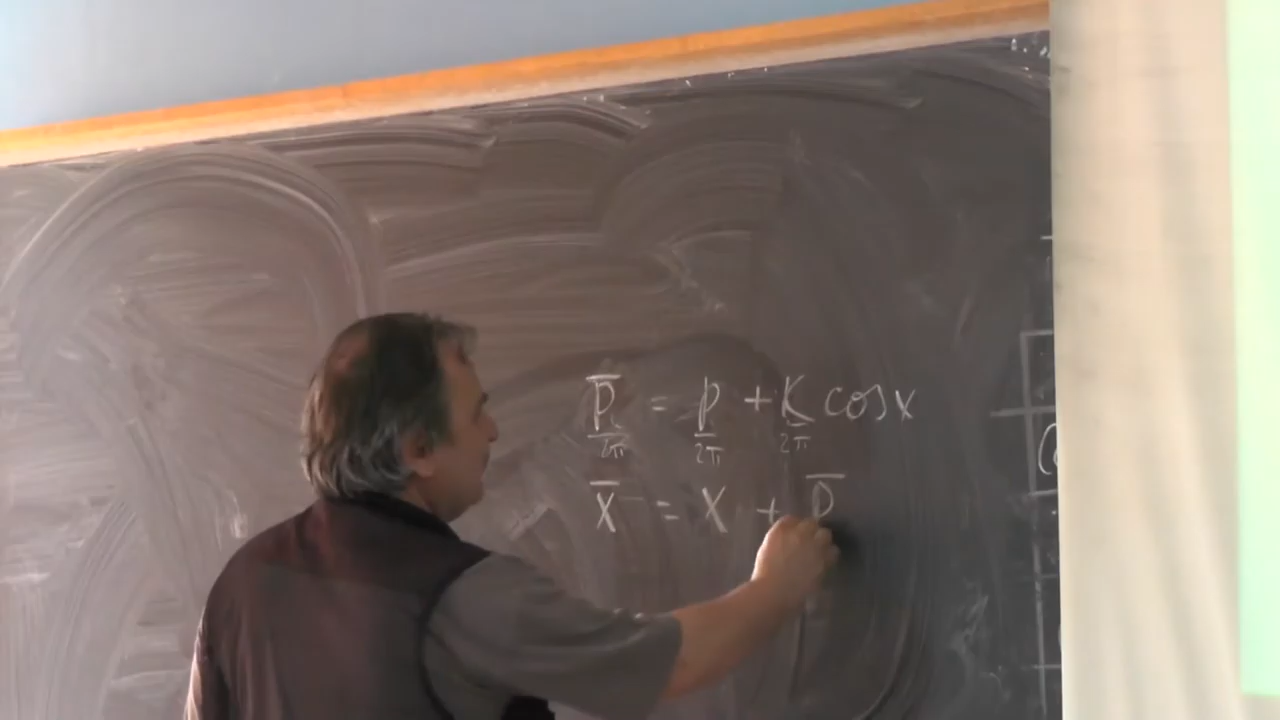 p̅/2π = p/2π + K/2π cos x
x̅ = x + p̅